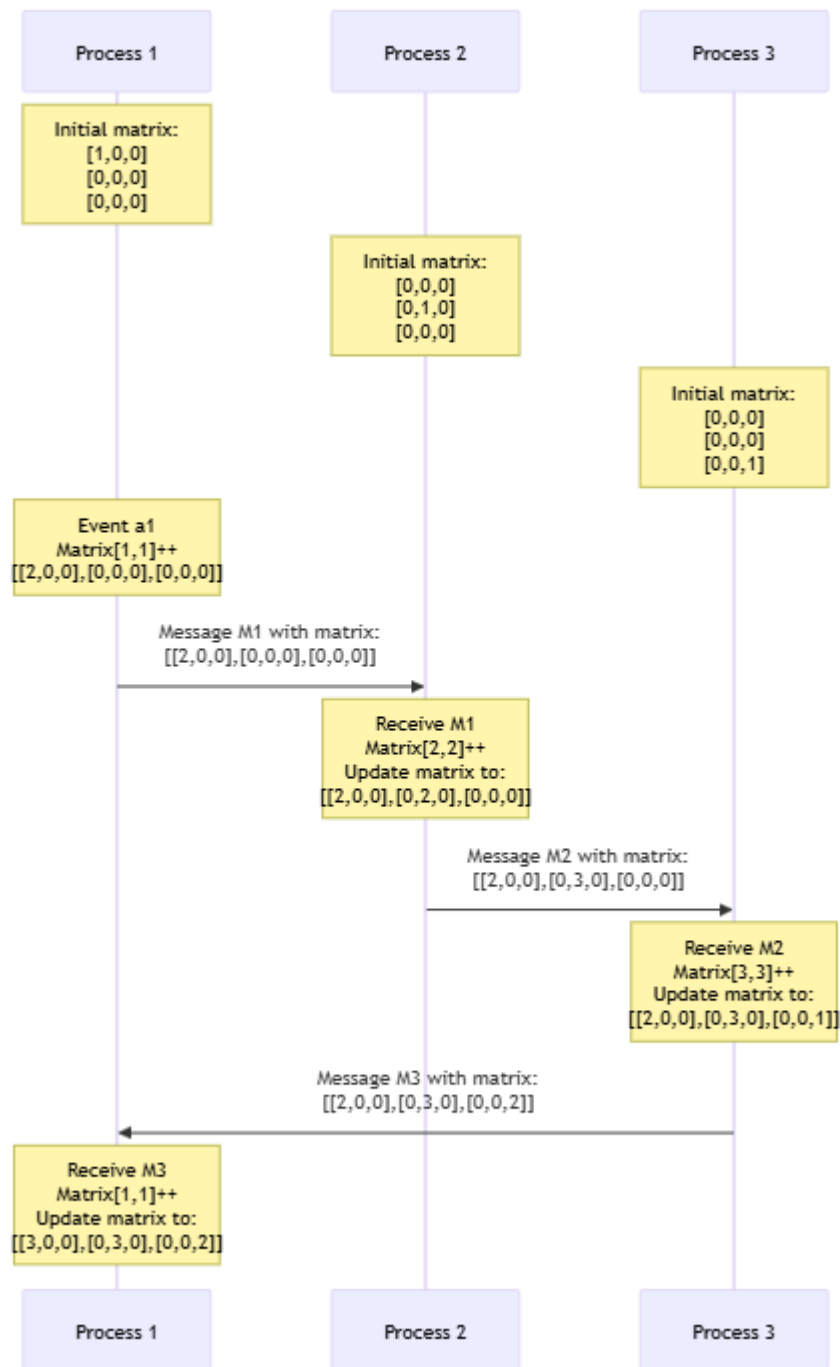 Process 1
Process 2
Process 3
Initial matrix:
[1,0,0]
[0,0,0]
[0,0,0]
Initial matrix:
[0,0,0]
[0,1,0]
[0,0,0]
Initial matrix:
[0,0,0]
[0,0,0]
[0,0,1]
Event a1
Matrix[1,1]++
[[2,0,0],[0,0,0],[0,0,0]]
Message M1 with matrix:
[[2,0,0],[0,0,0],[0,0,0]]
Receive M1
Matrix[2,2]++
Update matrix to:
[[2,0,0],[0,2,0],[0,0,0]]
Message M2 with matrix:
[[2,0,0],[0,3,0],[0,0,0]]
Receive M2
Matrix[3,3]++
Update matrix to:
[[2,0,0],[0,3,0],[0,0,1]]
Message M3 with matrix:
[[2,0,0],[0,3,0],[0,0,2]]
Receive M3
Matrix[1,1]++
Update matrix to:
[[3,0,0],[0,3,0],[0,0,2]]
Process 1
Process 2
Process 3